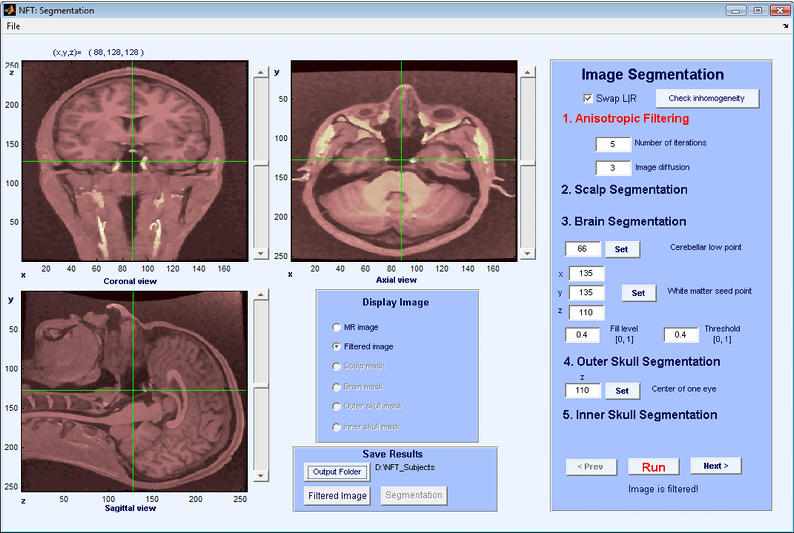 NFT: Segmentation
File
(x,y,z)= ( 88,128,128 )
z
250
200
150
100
50
x
20 40 60 80 100 120 140 160
Coronal view
y
50
100
150
200
250
x
20 40 60 80 100 120 140 160
Axial view
y
50
100
150
200
250
z
50 100 150 200 250
Sagittal view
Display Image
MR image
Filtered image
Scalp mask
Brain mask
Outer skull mask
Inner skull mask
Save Results
Output Folder D:\NFT_Subjects
Filtered Image Segmentation
Image Segmentation
Swap L|R Check inhomogeneity
1. Anisotropic Filtering
5 Number of iterations
3 Image diffusion
2. Scalp Segmentation
3. Brain Segmentation
66 Set Cerebellar low point
x 135
y 135 Set White matter seed point
z 110
0.4 Fill level 0.4 Threshold
[0, 1] [0, 1]
4. Outer Skull Segmentation
z
110 Set Center of one eye
5. Inner Skull Segmentation
< Prev Run Next >
Image is filtered!